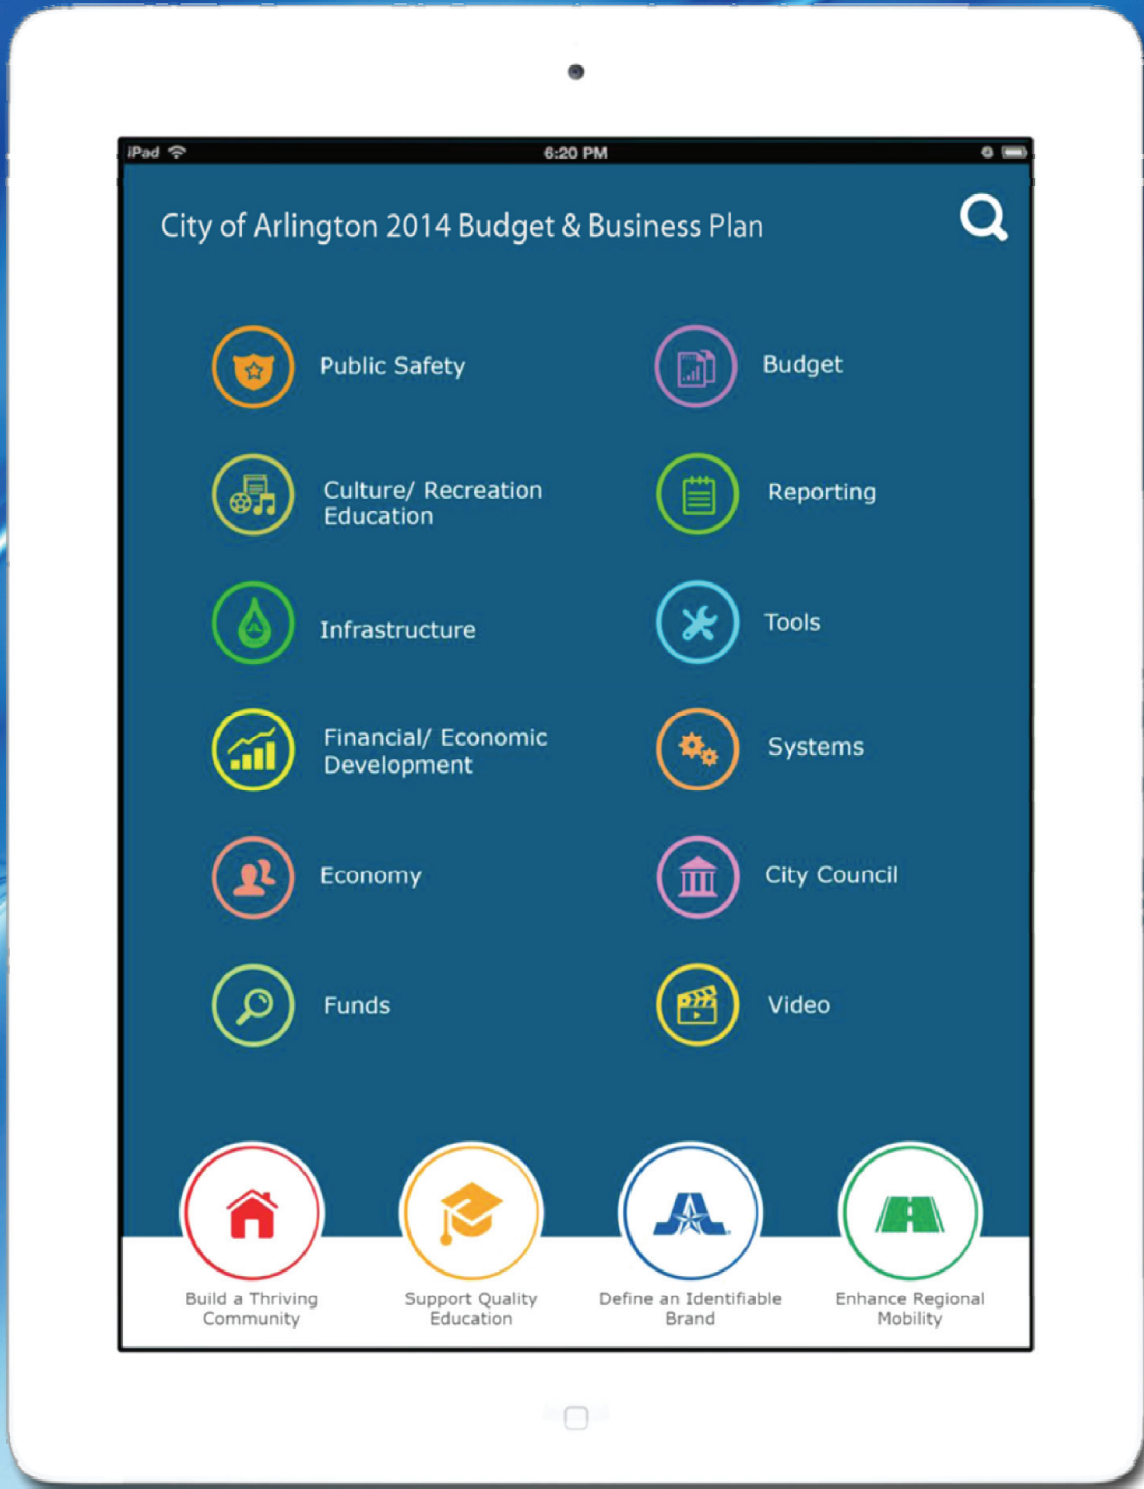 iPad
6:20 PM
City of Arlington 2014 Budget & Business Plan
Public Safety
Budget
Culture/ Recreation
Education
Reporting
Infrastructure
Tools
Financial/ Economic
Development
Systems
Economy
City Council
Funds
Video
Build a Thriving
Community
Support Quality
Education
Define an Identifiable
Brand
Enhance Regional
Mobility